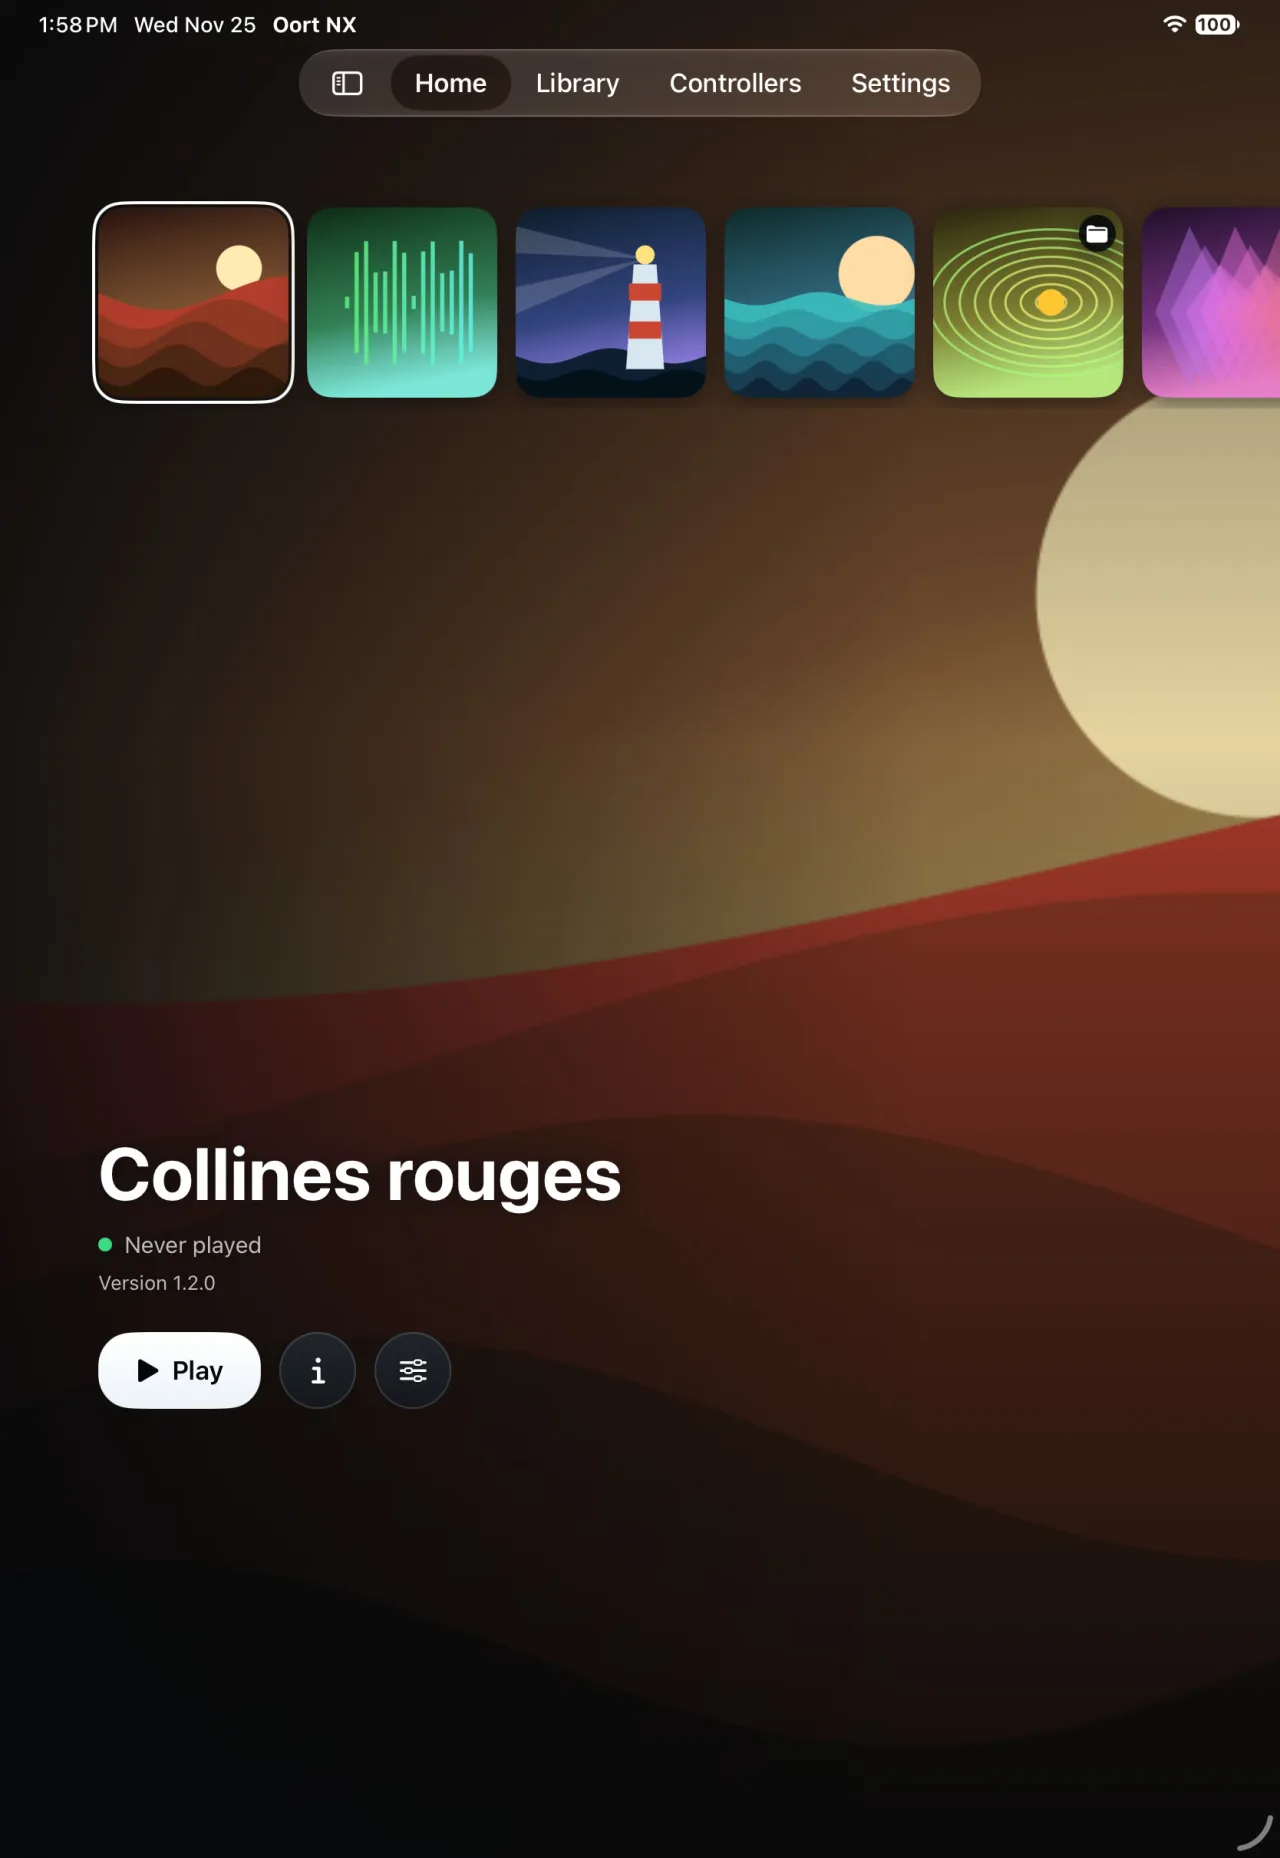 1:58 PM Wed Nov 25 Oort NX 100
Home Library Controllers Settings
Collines rouges
Never played
Version 1.2.0
Play